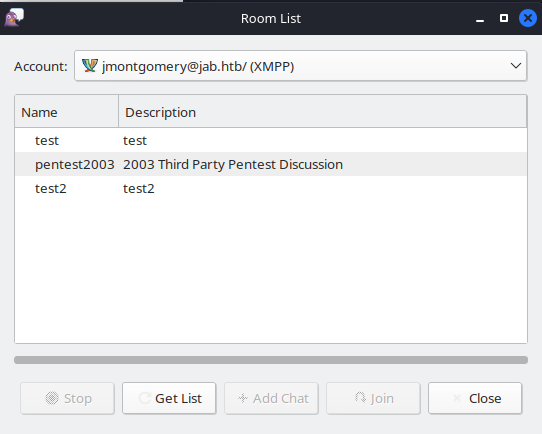 Room List
Account: jmontgomery@jab.htb/ (XMPP)
Name Description
test test
pentest2003 2003 Third Party Pentest Discussion
test2 test2
Stop Get List Add Chat Join Close